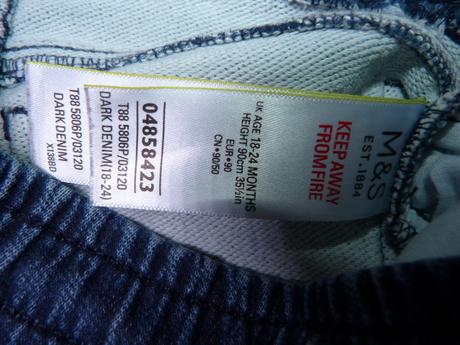 M&S
EST.1884
KEEP AWAY
FROM FIRE
UK AGE 18-24 MONTHS
HEIGHT 90cm 35½in
EUR•90
CN•90/50
04858423
T88 5806P/03120
DARK DENIM(18-24)
T88 5806P/03120
DARK DENIM